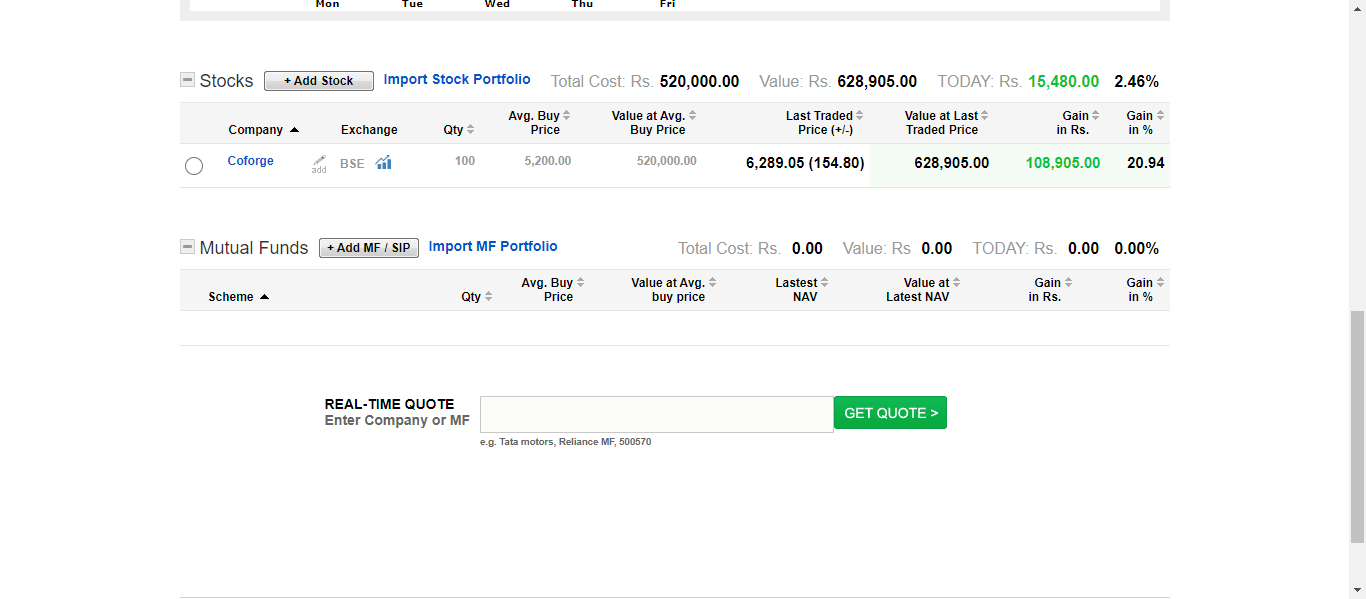 Mon Tue Wed Thu Fri
Stocks + Add Stock Import Stock Portfolio Total Cost: Rs. 520,000.00 Value: Rs. 628,905.00 TODAY: Rs. 15,480.00 2.46%
Company Exchange Qty Avg. Buy Price Value at Avg. Buy Price Last Traded Price (+/-) Value at Last Traded Price Gain in Rs. Gain in %
Coforge add BSE 100 5,200.00 520,000.00 6,289.05 (154.80) 628,905.00 108,905.00 20.94
Mutual Funds + Add MF / SIP Import MF Portfolio Total Cost: Rs. 0.00 Value: Rs 0.00 TODAY: Rs. 0.00 0.00%
Scheme Qty Avg. Buy Price Value at Avg. buy price Lastest NAV Value at Latest NAV Gain in Rs. Gain in %
REAL-TIME QUOTE
Enter Company or MF GET QUOTE >
e.g. Tata motors, Reliance MF, 500570